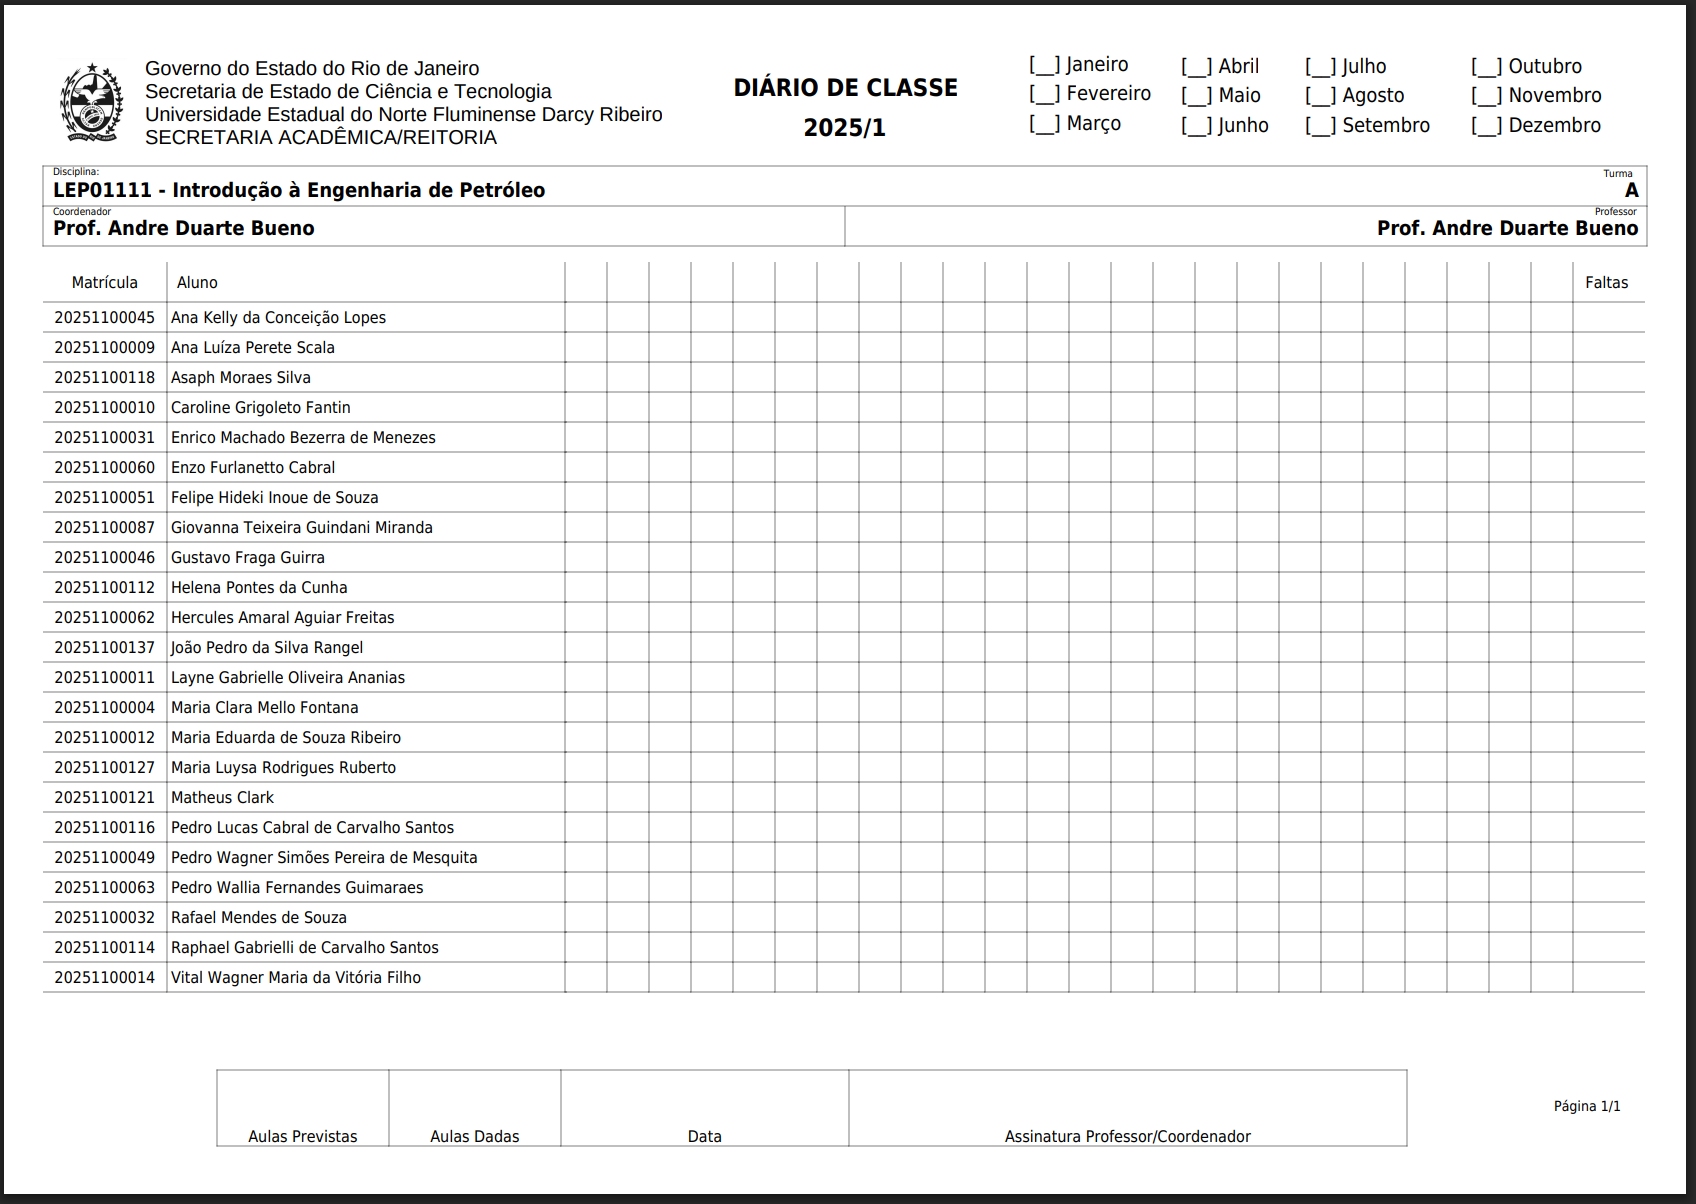 Governo do Estado do Rio de Janeiro
Secretaria de Estado de Ciência e Tecnologia
Universidade Estadual do Norte Fluminense Darcy Ribeiro
SECRETARIA ACADÊMICA/REITORIA
DIÁRIO DE CLASSE
2025/1
[__] Janeiro [__] Abril [__] Julho [__] Outubro
[__] Fevereiro [__] Maio [__] Agosto [__] Novembro
[__] Março [__] Junho [__] Setembro [__] Dezembro
Disciplina: Turma
LEP01111 - Introdução à Engenharia de Petróleo A
Coordenador Professor
Prof. Andre Duarte Bueno Prof. Andre Duarte Bueno
Matrícula Aluno Faltas
20251100045 Ana Kelly da Conceição Lopes
20251100009 Ana Luíza Perete Scala
20251100118 Asaph Moraes Silva
20251100010 Caroline Grigoleto Fantin
20251100031 Enrico Machado Bezerra de Menezes
20251100060 Enzo Furlanetto Cabral
20251100051 Felipe Hideki Inoue de Souza
20251100087 Giovanna Teixeira Guindani Miranda
20251100046 Gustavo Fraga Guirra
20251100112 Helena Pontes da Cunha
20251100062 Hercules Amaral Aguiar Freitas
20251100137 João Pedro da Silva Rangel
20251100011 Layne Gabrielle Oliveira Ananias
20251100004 Maria Clara Mello Fontana
20251100012 Maria Eduarda de Souza Ribeiro
20251100127 Maria Luysa Rodrigues Ruberto
20251100121 Matheus Clark
20251100116 Pedro Lucas Cabral de Carvalho Santos
20251100049 Pedro Wagner Simões Pereira de Mesquita
20251100063 Pedro Wallia Fernandes Guimaraes
20251100032 Rafael Mendes de Souza
20251100114 Raphael Gabrielli de Carvalho Santos
20251100014 Vital Wagner Maria da Vitória Filho
Página 1/1
Aulas Previstas Aulas Dadas Data Assinatura Professor/Coordenador